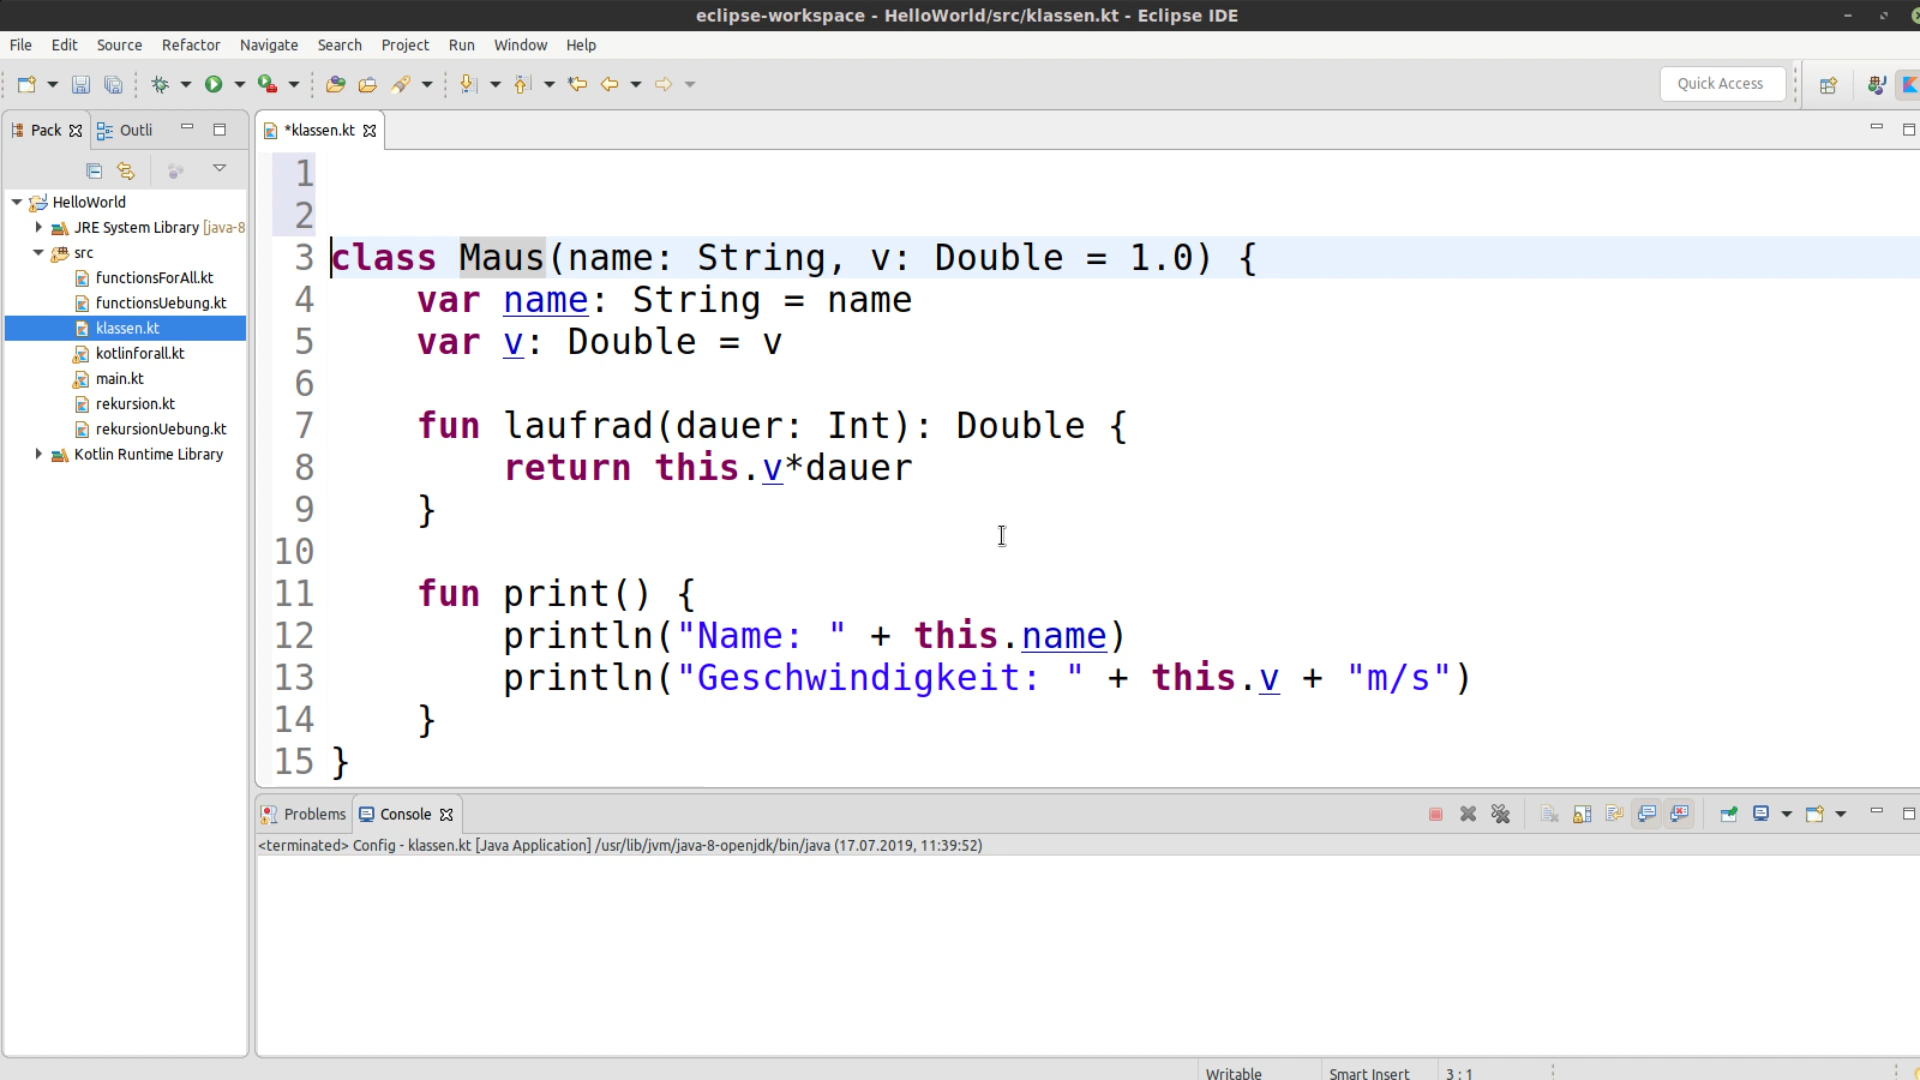 eclipse-workspace - HelloWorld/src/klassen.kt - Eclipse IDE
File Edit Source Refactor Navigate Search Project Run Window Help
Quick Access
Pack Outli
*klassen.kt
HelloWorld
JRE System Library [java-8
src
functionsForAll.kt
functionsUebung.kt
klassen.kt
kotlinforall.kt
main.kt
rekursion.kt
rekursionUebung.kt
Kotlin Runtime Library
1
2
3 class Maus(name: String, v: Double = 1.0) {
4     var name: String = name
5     var v: Double = v
6
7     fun laufrad(dauer: Int): Double {
8         return this.v*dauer
9     }
10
11     fun print() {
12         println("Name: " + this.name)
13         println("Geschwindigkeit: " + this.v + "m/s")
14     }
15 }
Problems Console
<terminated> Config - klassen.kt [Java Application] /usr/lib/jvm/java-8-openjdk/bin/java (17.07.2019, 11:39:52)
Writable Smart Insert 3 : 1